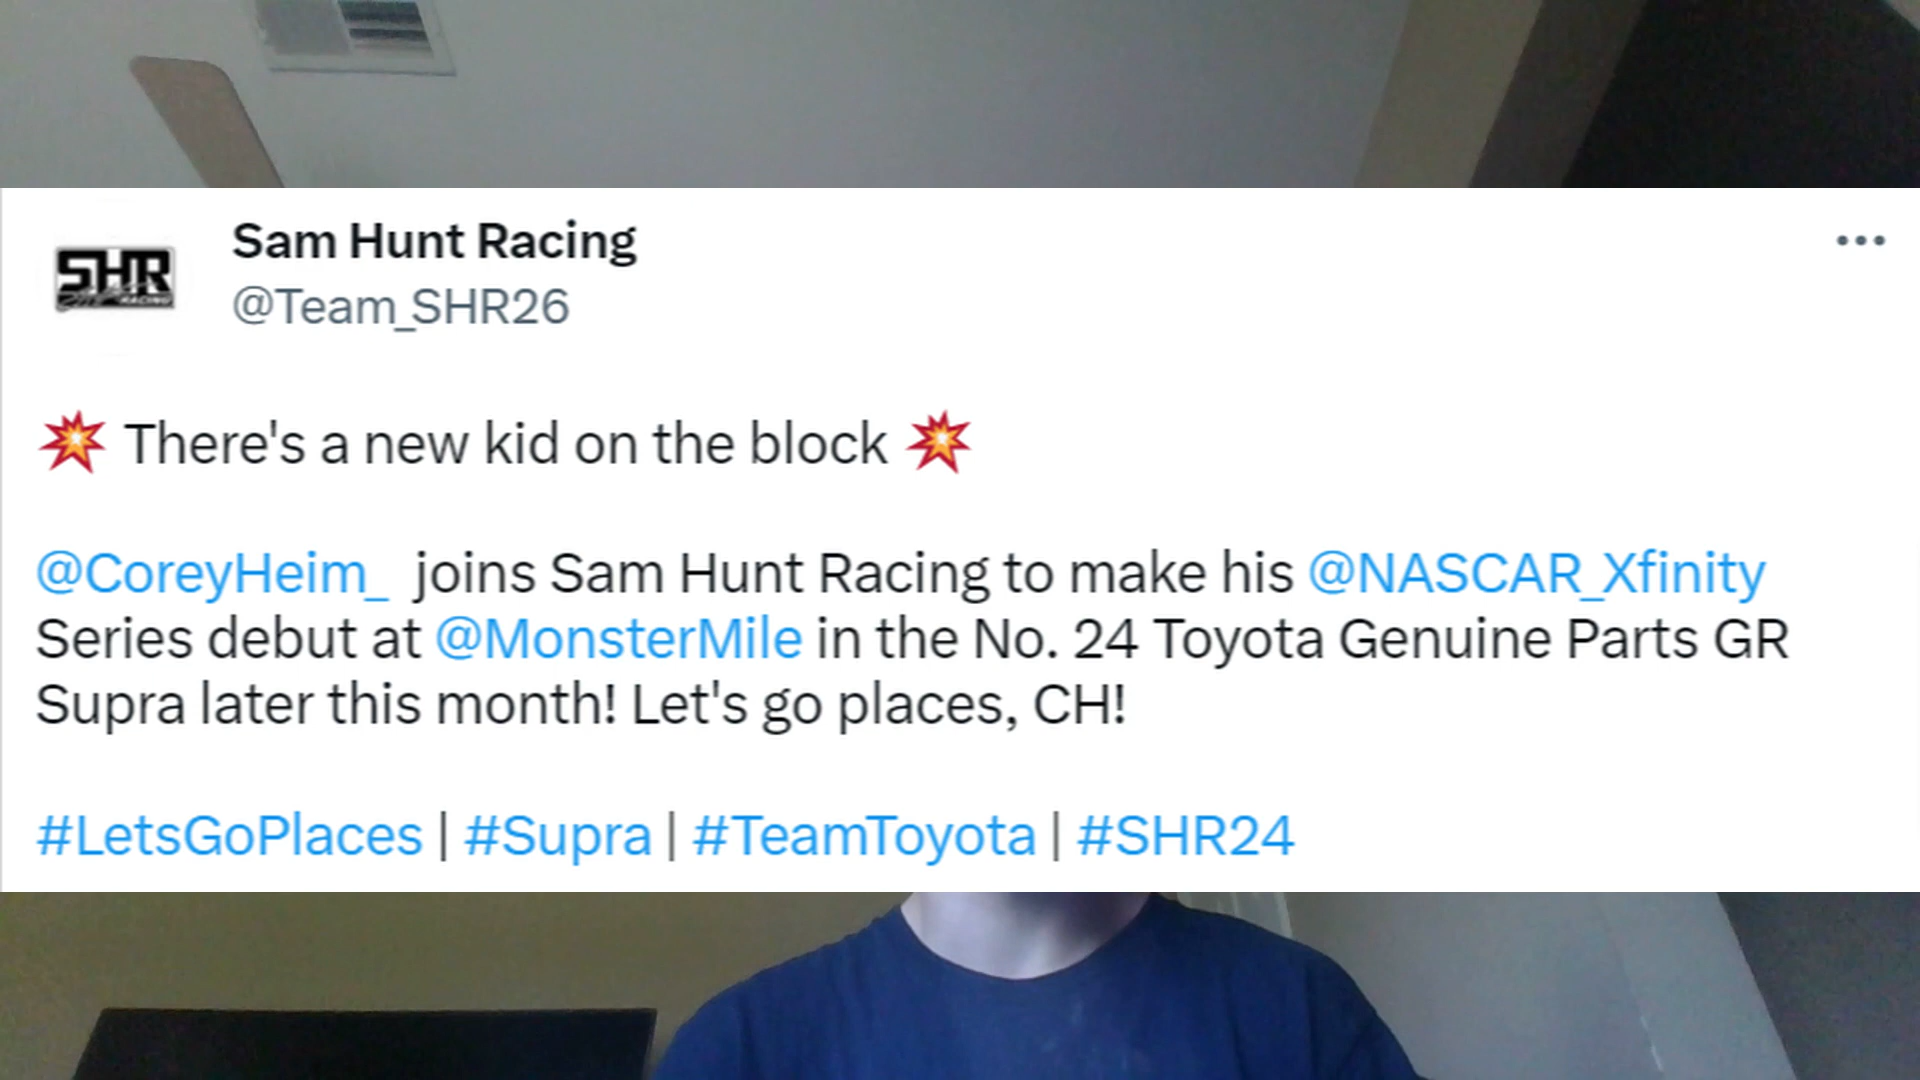 SHR
RACING
Sam Hunt Racing
@Team_SHR26
💥 There's a new kid on the block 💥
@CoreyHeim_ joins Sam Hunt Racing to make his @NASCAR_Xfinity
Series debut at @MonsterMile in the No. 24 Toyota Genuine Parts GR
Supra later this month! Let's go places, CH!
#LetsGoPlaces | #Supra | #TeamToyota | #SHR24